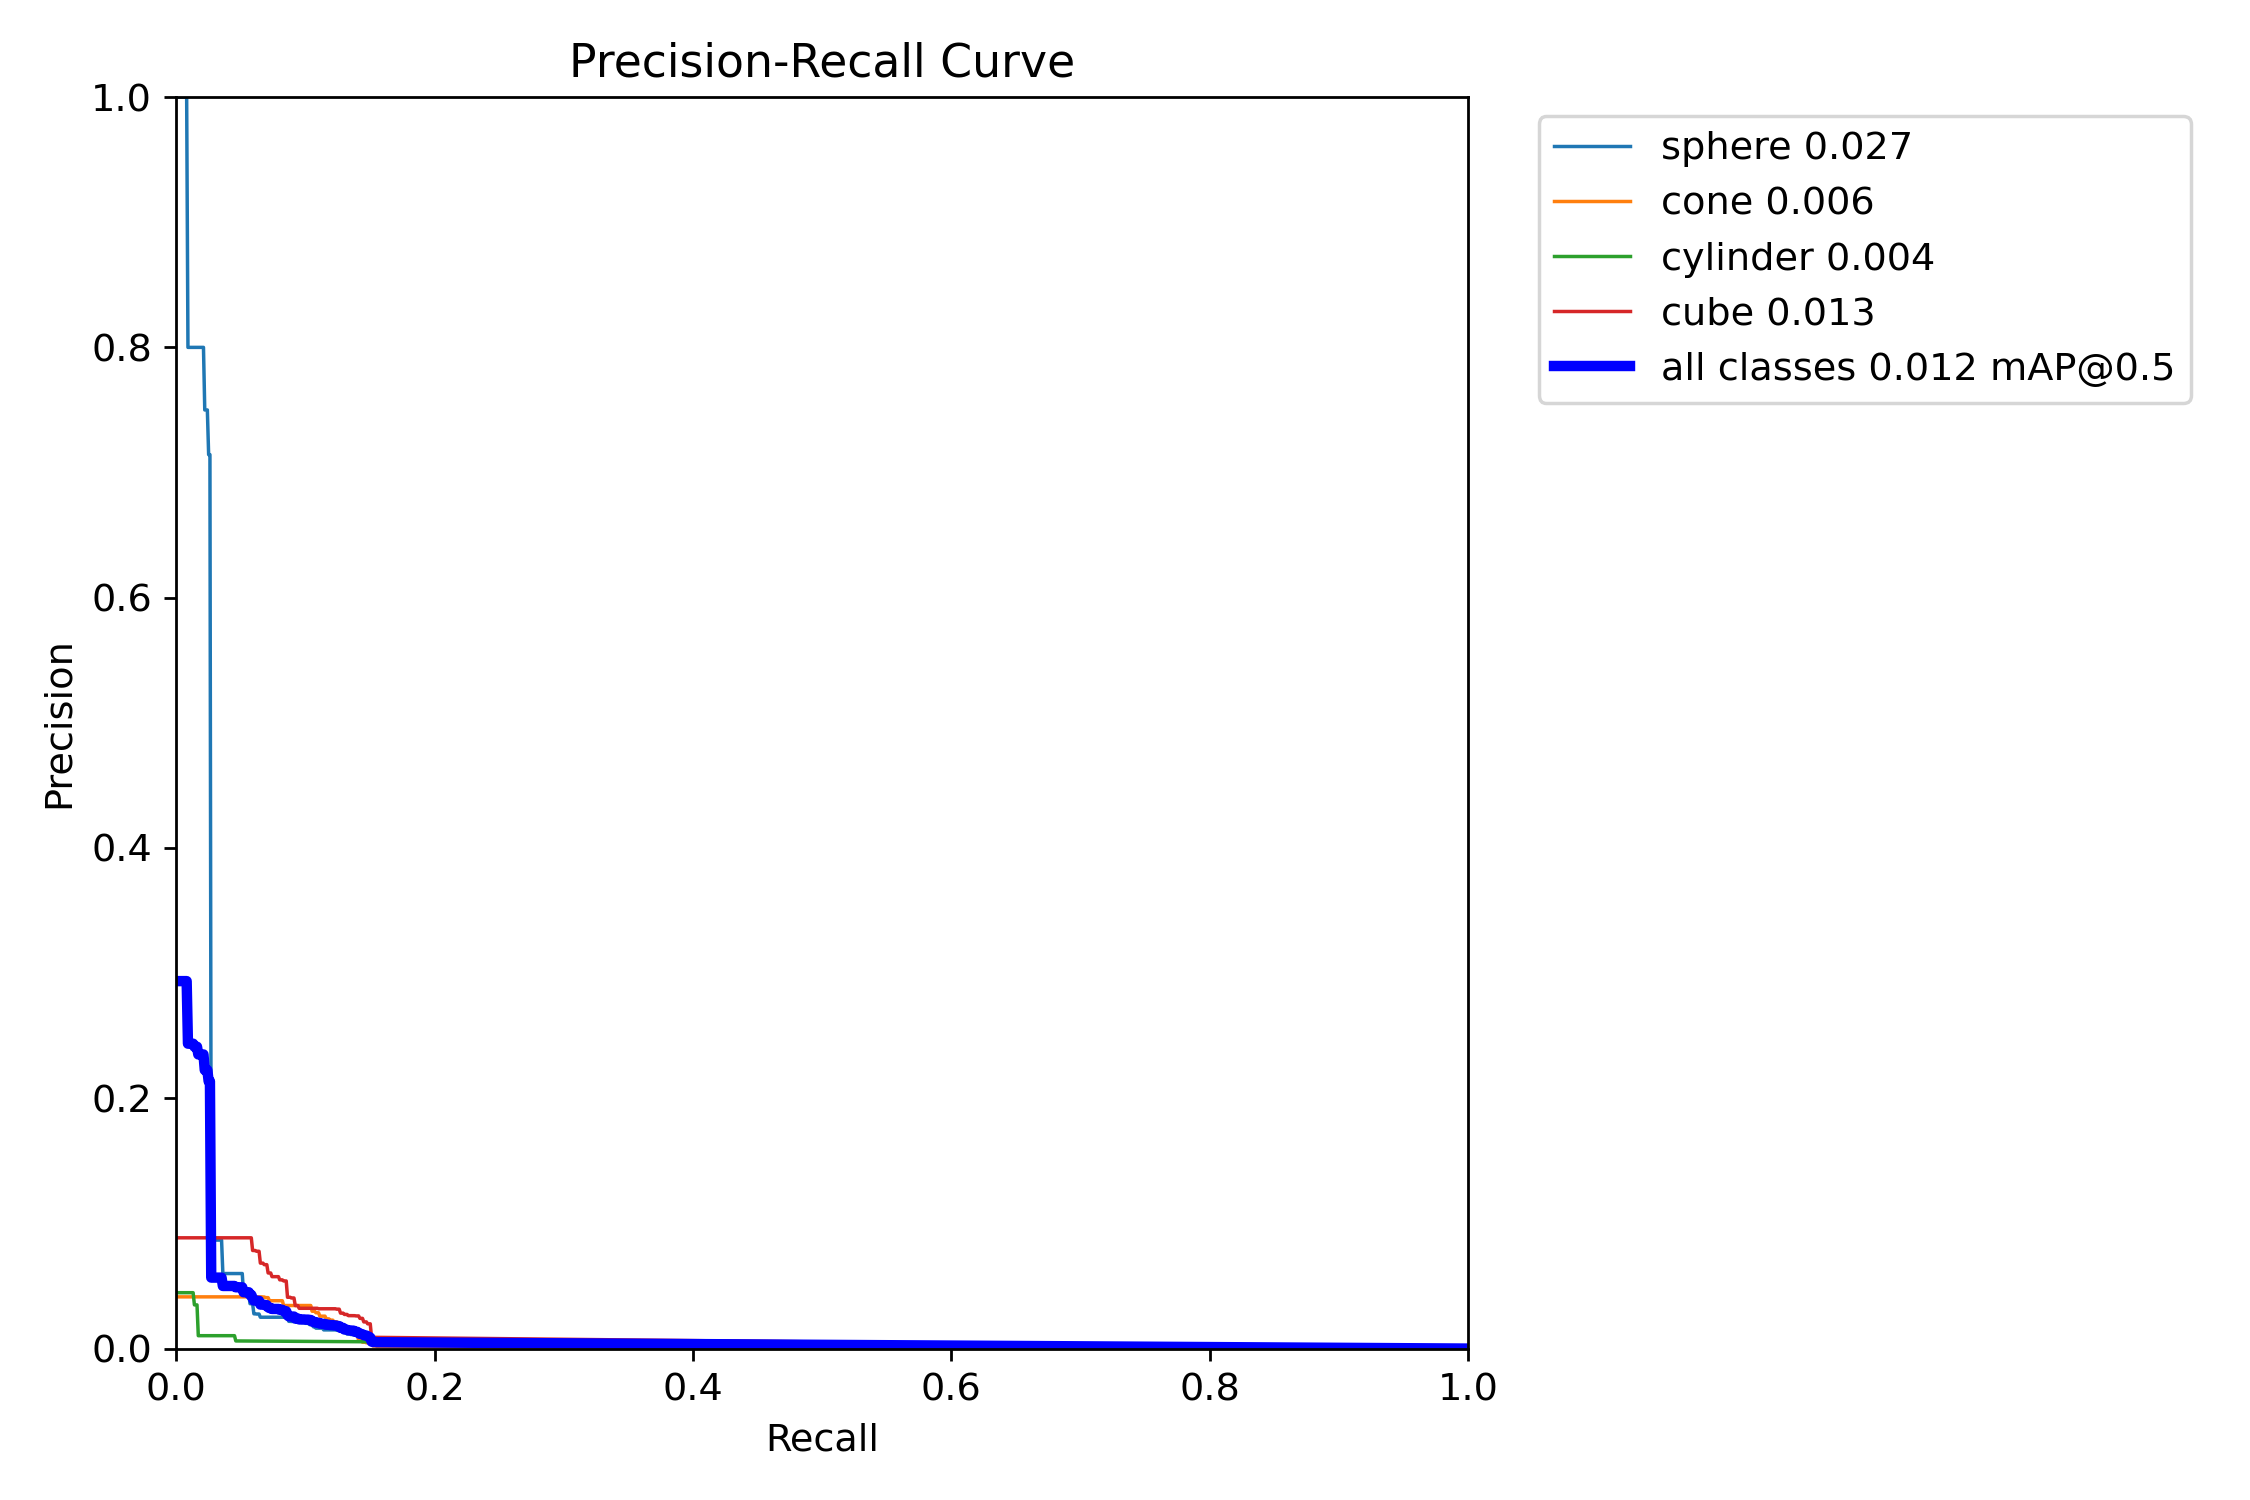 Precision-Recall Curve
1.0
0.8
0.6
0.4
0.2
0.0
Precision
0.0 0.2 0.4 0.6 0.8 1.0
Recall
sphere 0.027
cone 0.006
cylinder 0.004
cube 0.013
all classes 0.012 mAP@0.5